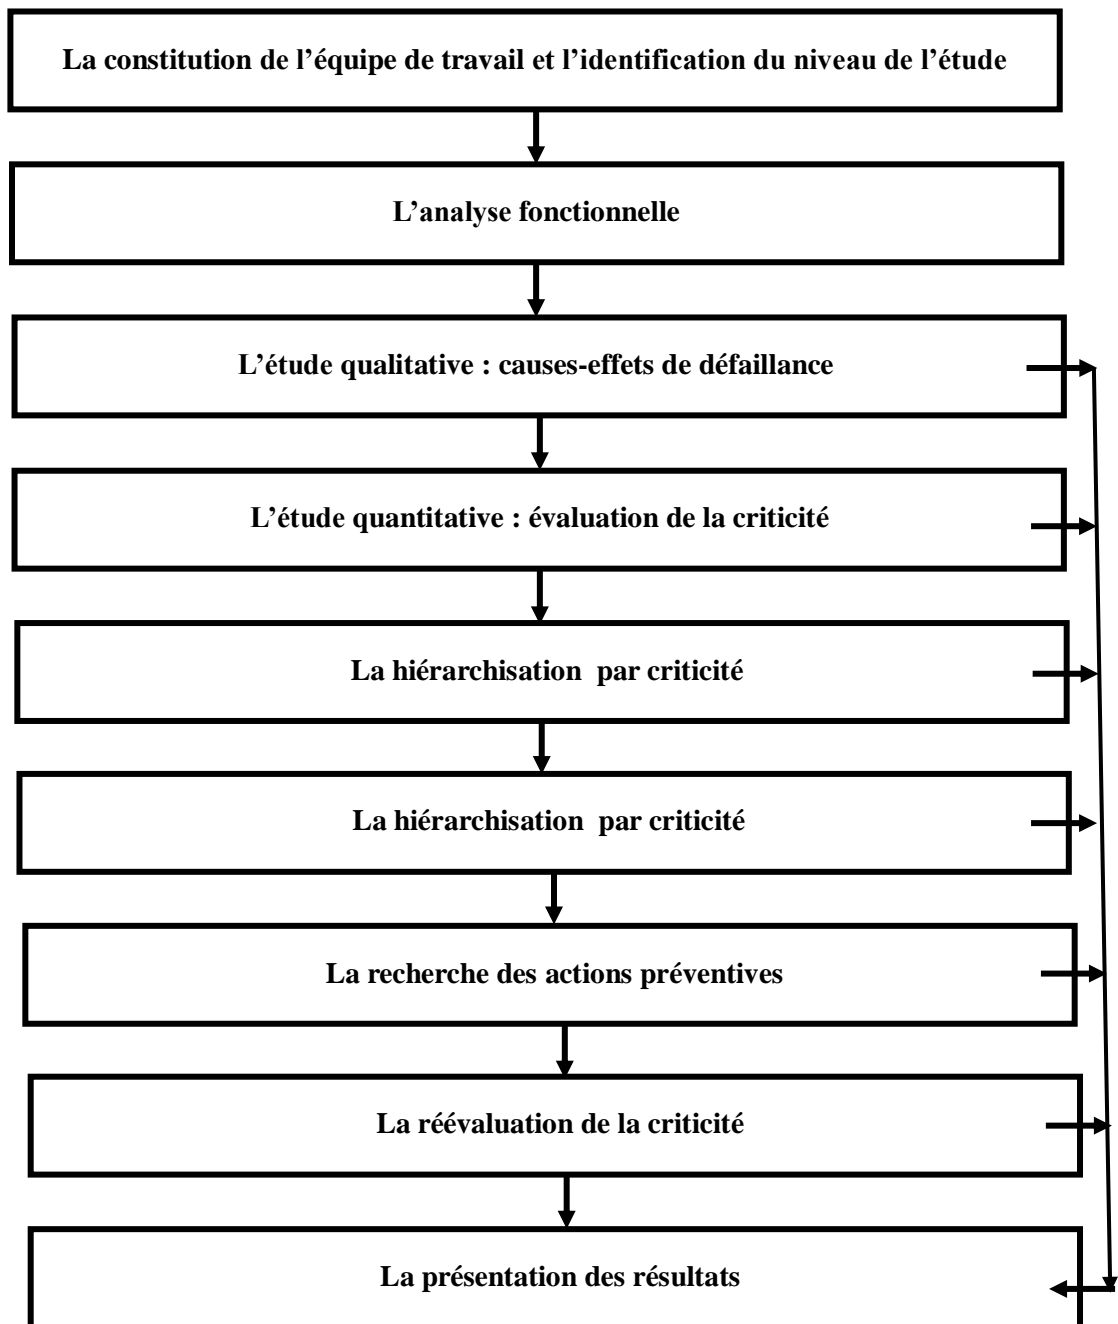 La constitution de l’équipe de travail et l’identification du niveau de l’étude
L’analyse fonctionnelle
L’étude qualitative : causes-effets de défaillance
L’étude quantitative : évaluation de la criticité
La hiérarchisation  par criticité
La hiérarchisation  par criticité
La recherche des actions préventives
La réévaluation de la criticité
La présentation des résultats